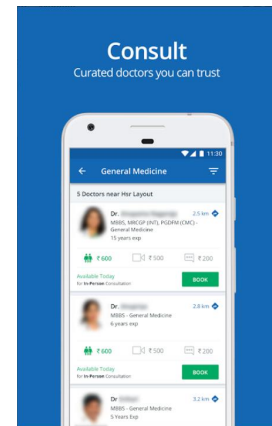 Consult
Curated doctors you can trust
11:30
General Medicine
5 Doctors near Hsr Layout
Dr. 2.5 km
MBBS, MRCGP (INT), PGDFM (CMC) -
General Medicine
15 years exp
₹ 600 ₹ 500 ₹ 200
Available Today
for In-Person Consultation
BOOK
Dr. 2.8 km
MBBS - General Medicine
6 years exp
₹ 600 ₹ 500 ₹ 200
Available Today
for In-Person Consultation
BOOK
Dr 3.2 km
MBBS - General Medicine
5 Years Exp